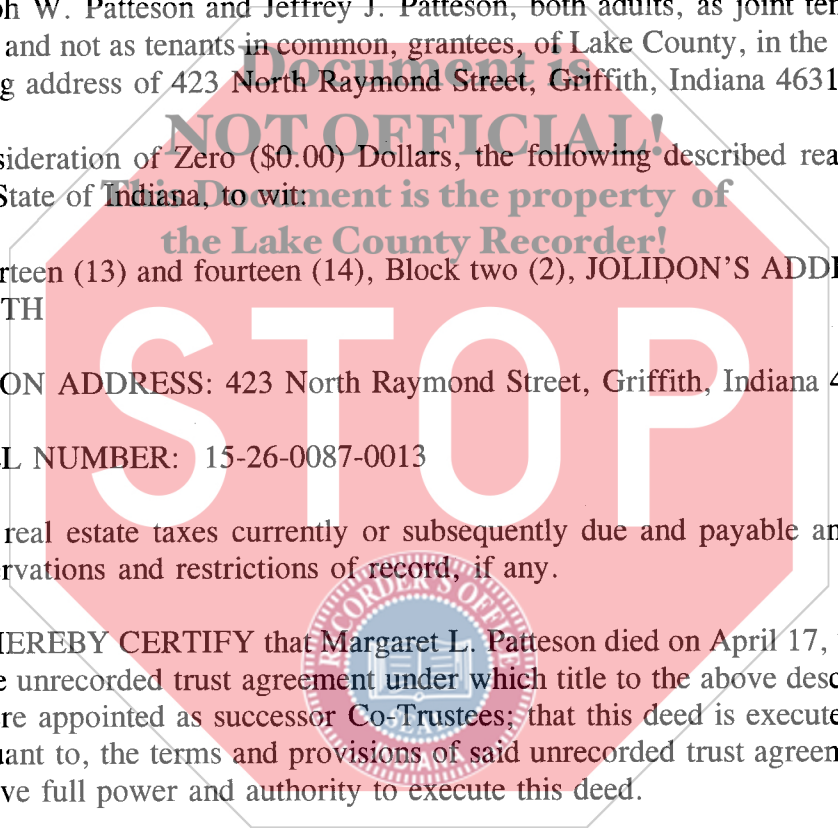 ph W. Patteson and Jeffrey J. Patteson, both adults, as joint ten
and not as tenants in common, grantees, of Lake County, in the
Document is
g address of 423 North Raymond Street, Griffith, Indiana 4631
NOT OFFICIAL!
sideration of Zero ($0.00) Dollars, the following described rea
This Document is the property of
State of Indiana, to wit:
the Lake County Recorder!
rteen (13) and fourteen (14), Block two (2), JOLIDON'S ADDI
TH
STOP
ON ADDRESS: 423 North Raymond Street, Griffith, Indiana 4
L NUMBER: 15-26-0087-0013
real estate taxes currently or subsequently due and payable an
rvations and restrictions of record, if any.
RECORDER'S OFFICE
HEREBY CERTIFY that Margaret L. Patteson died on April 17,
e unrecorded trust agreement under which title to the above desc
re appointed as successor Co-Trustees; that this deed is execute
uant to, the terms and provisions of said unrecorded trust agreem
INDIANA
ve full power and authority to execute this deed.